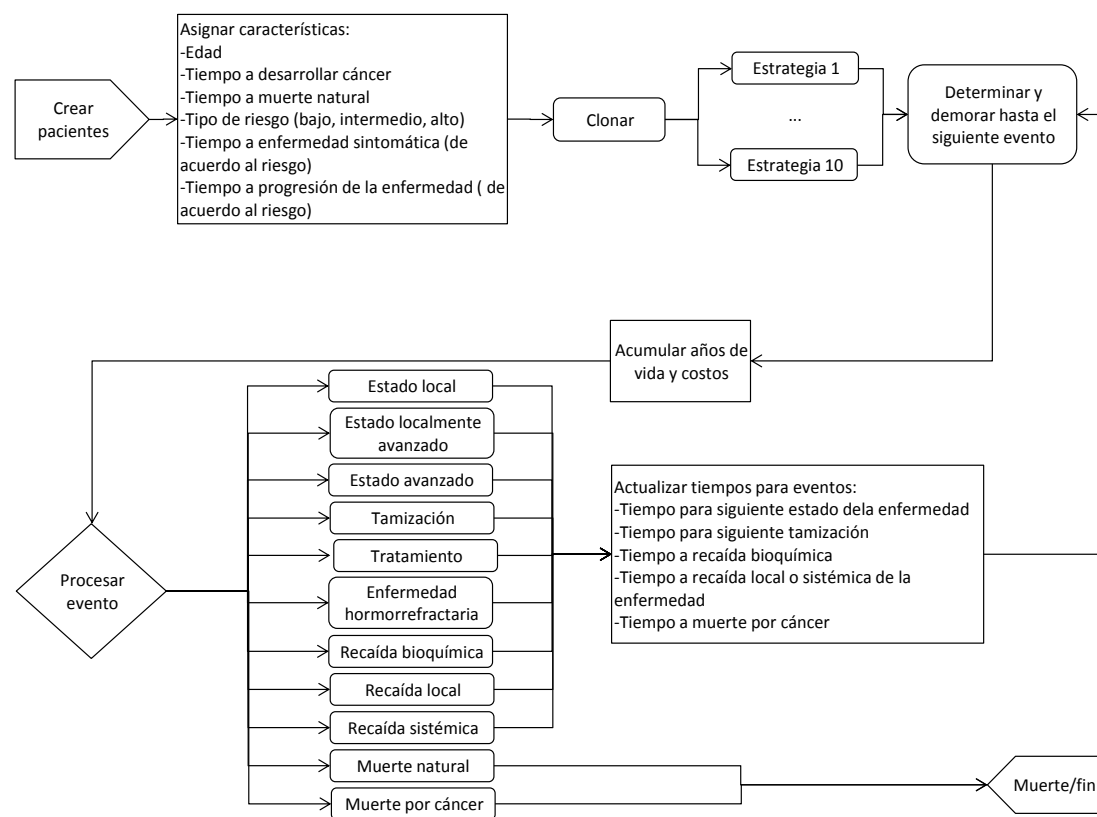 Crear
pacientes
Asignar características:
-Edad
-Tiempo a desarrollar cáncer
-Tiempo a muerte natural
-Tipo de riesgo (bajo, intermedio, alto)
-Tiempo a enfermedad sintomática (de
acuerdo al riesgo)
-Tiempo a progresión de la enfermedad ( de
acuerdo al riesgo)
Clonar
Estrategia 1
...
Estrategia 10
Determinar y
demorar hasta el
siguiente evento
Acumular años de
vida y costos
Procesar
evento
Estado local
Estado localmente
avanzado
Estado avanzado
Tamización
Tratamiento
Enfermedad
hormorrefractaria
Recaída bioquímica
Recaída local
Recaída sistémica
Muerte natural
Muerte por cáncer
Actualizar tiempos para eventos:
-Tiempo para siguiente estado dela enfermedad
-Tiempo para siguiente tamización
-Tiempo a recaída bioquímica
-Tiempo a recaída local o sistémica de la
enfermedad
-Tiempo a muerte por cáncer
Muerte/fin